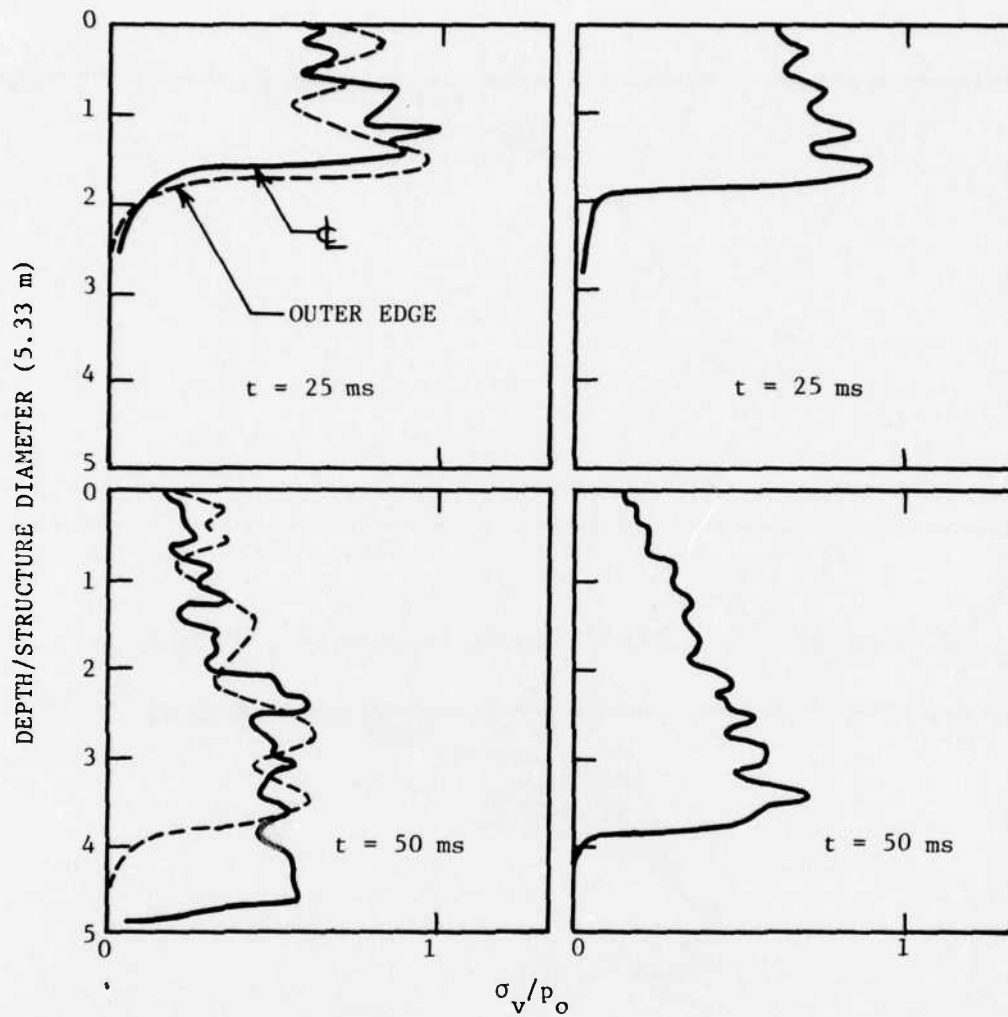 DEPTH/STRUCTURE DIAMETER (5.33 m)
0
1
2
3
4
5
℄
OUTER EDGE
t = 25 ms
t = 25 ms
0
1
2
3
4
5
t = 50 ms
t = 50 ms
0
1
0
1
σv/po